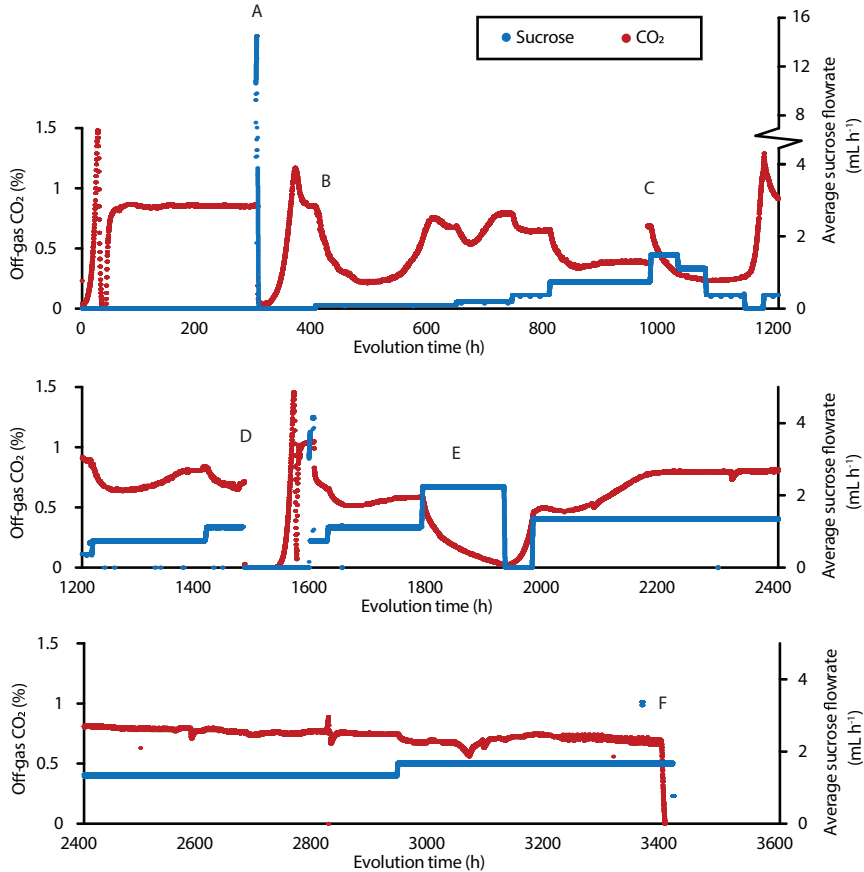 A
Sucrose CO₂
16
14
12
8
4
2
0
Average sucrose flowrate
(mL h⁻¹)
1.5
1
0.5
0
Off-gas CO₂ (%)
B
C
0 200 400 600 800 1000 1200
Evolution time (h)
1.5
1
0.5
0
Off-gas CO₂ (%)
D
E
4
2
0
Average sucrose flowrate
(mL h⁻¹)
1200 1400 1600 1800 2000 2200 2400
Evolution time (h)
1.5
1
0.5
0
Off-gas CO₂ (%)
F
4
2
0
Average sucrose flowrate
(mL h⁻¹)
2400 2600 2800 3000 3200 3400 3600
Evolution time (h)